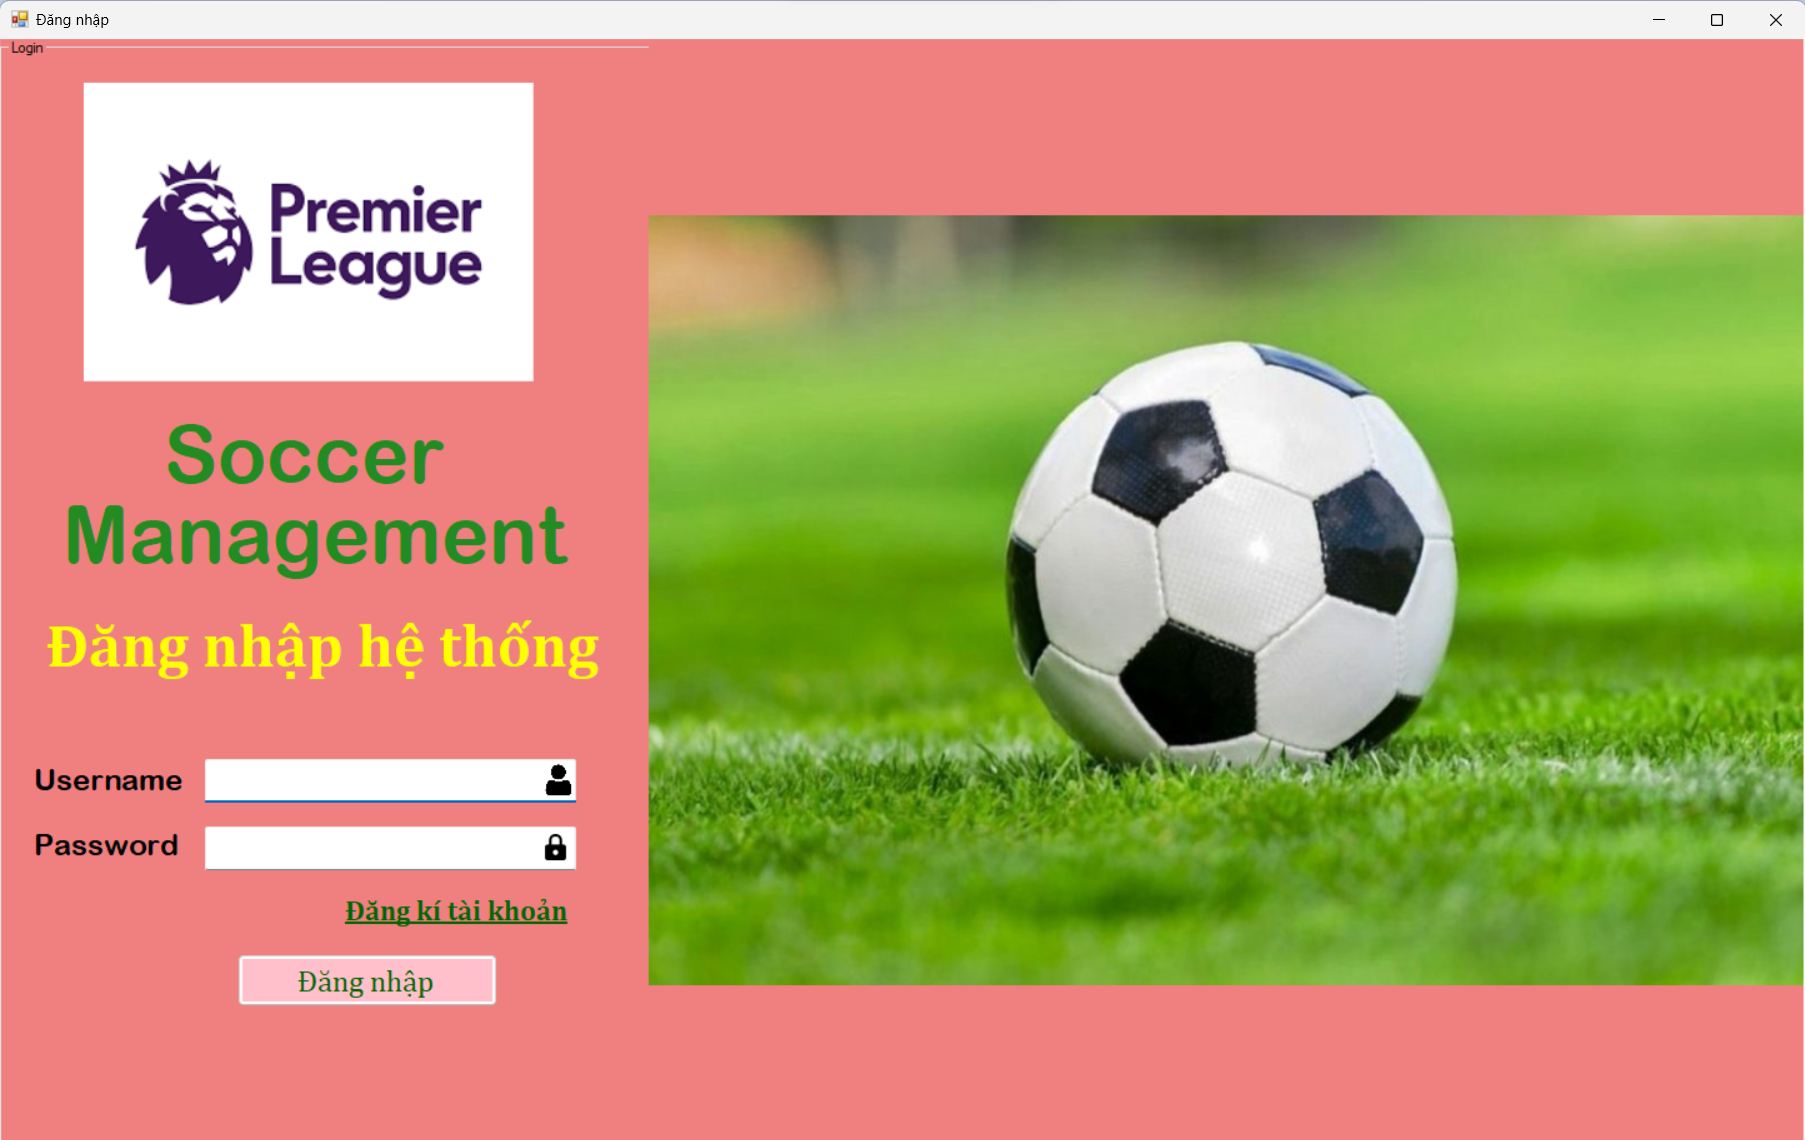 Đăng nhập
Login
Premier
League
Soccer
Management
Đăng nhập hệ thống
Username
Password
Đăng kí tài khoản
Đăng nhập